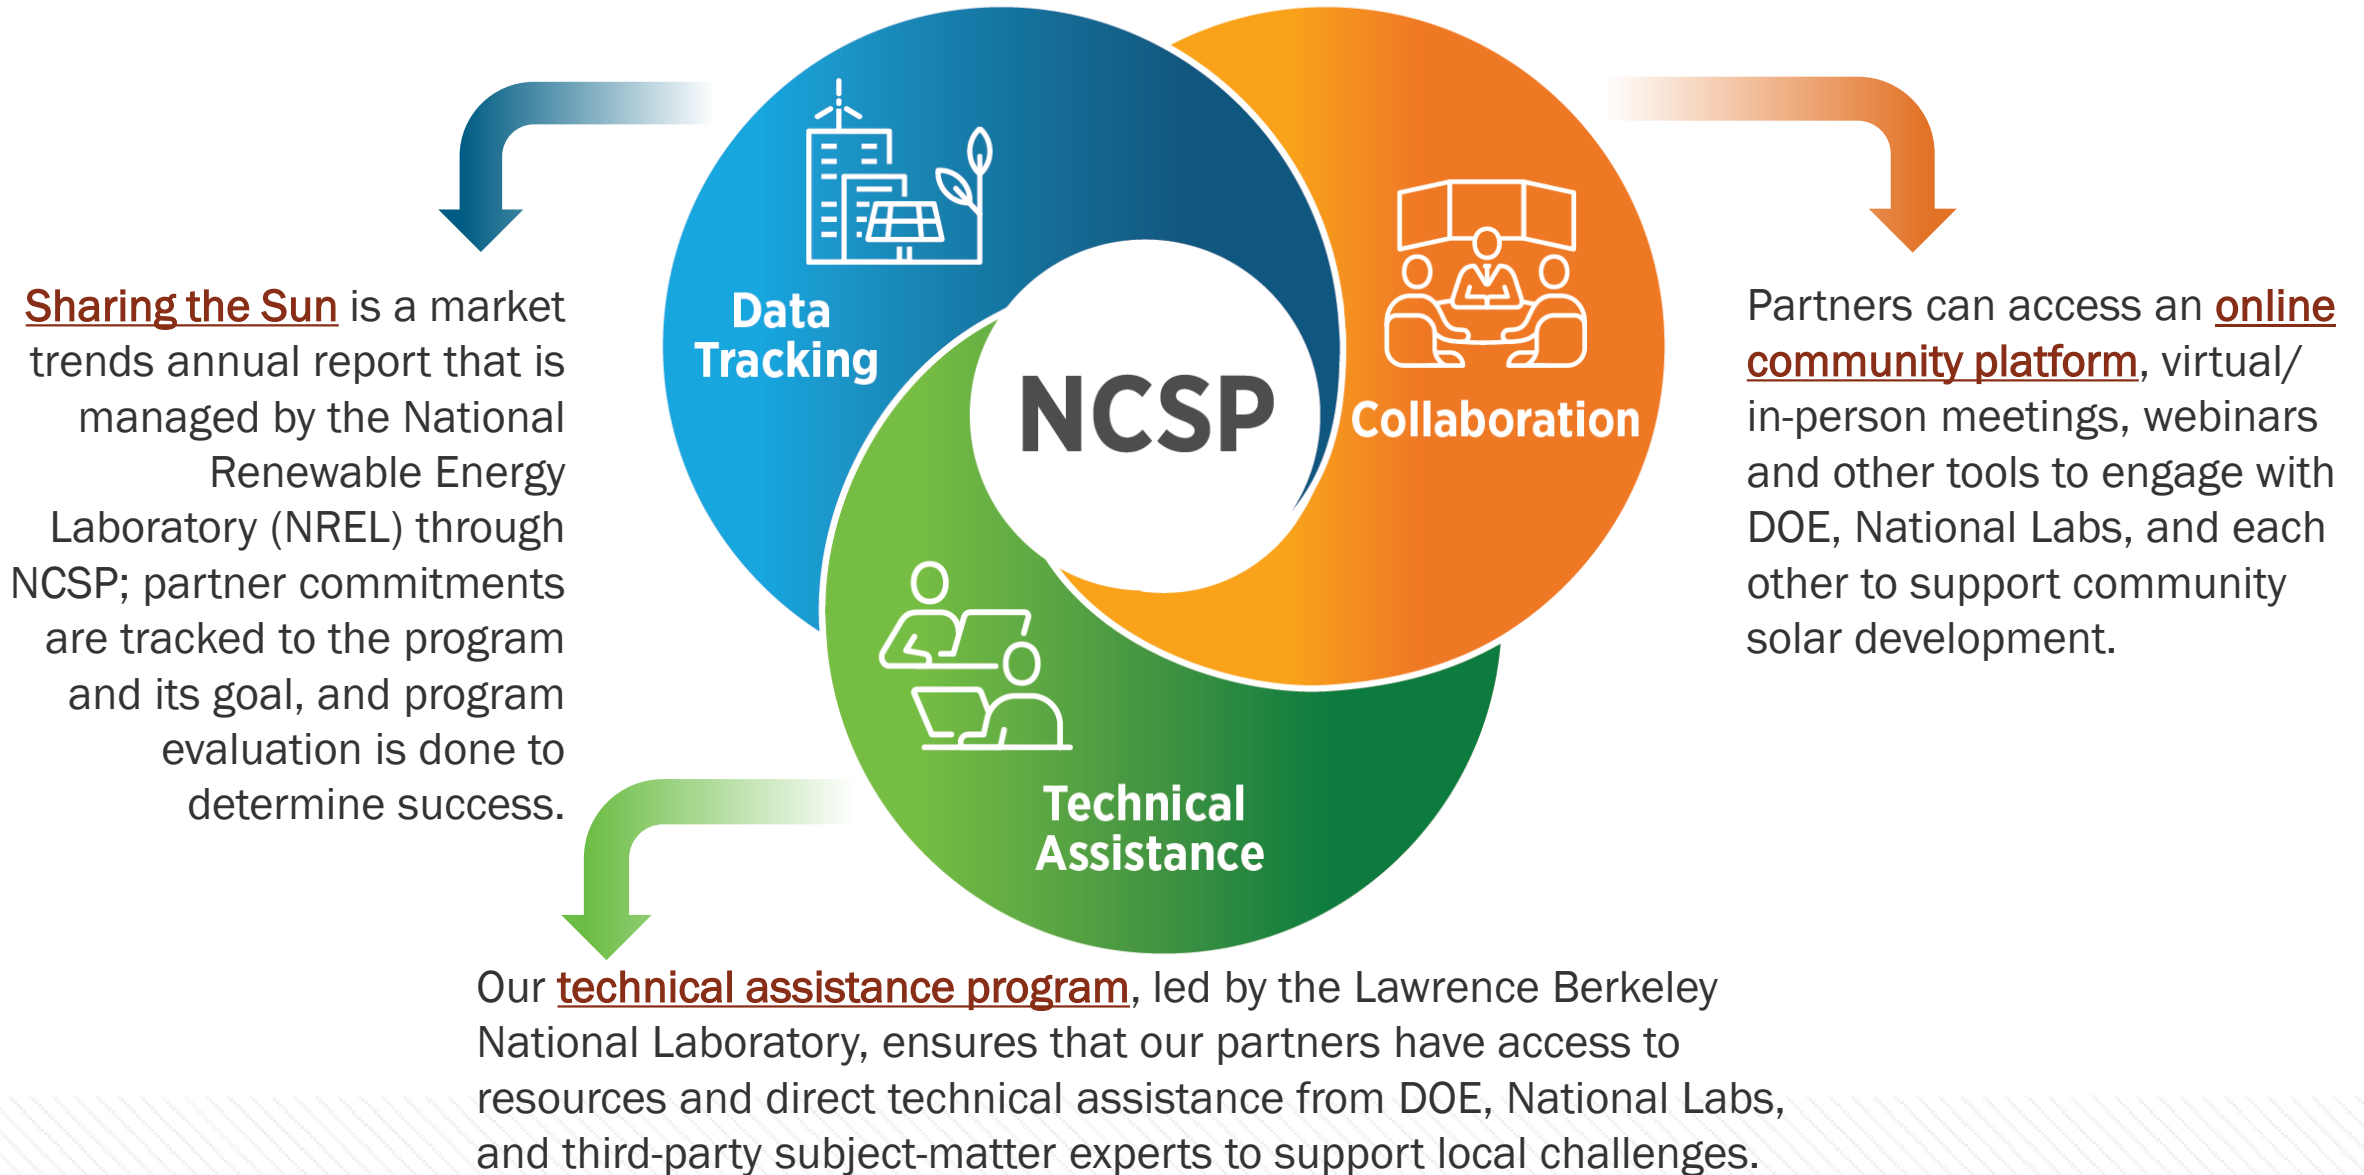 Data
Tracking
NCSP
Collaboration
Technical
Assistance
Sharing the Sun is a market
trends annual report that is
managed by the National
Renewable Energy
Laboratory (NREL) through
NCSP; partner commitments
are tracked to the program
and its goal, and program
evaluation is done to
determine success.
Partners can access an online
community platform, virtual/
in-person meetings, webinars
and other tools to engage with
DOE, National Labs, and each
other to support community
solar development.
Our technical assistance program, led by the Lawrence Berkeley
National Laboratory, ensures that our partners have access to
resources and direct technical assistance from DOE, National Labs,
and third-party subject-matter experts to support local challenges.